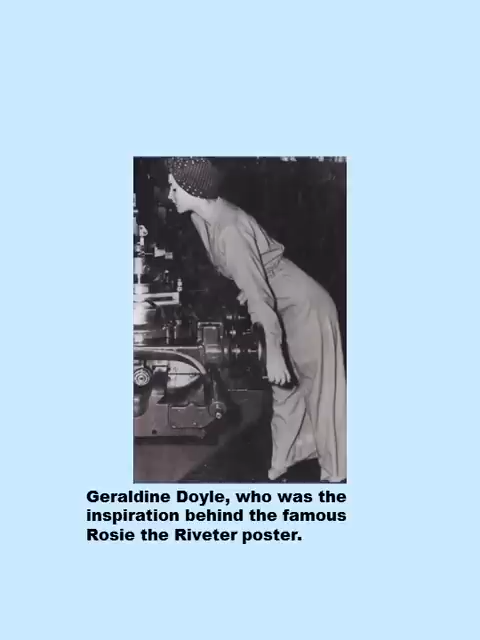 Geraldine Doyle, who was the
inspiration behind the famous
Rosie the Riveter poster.